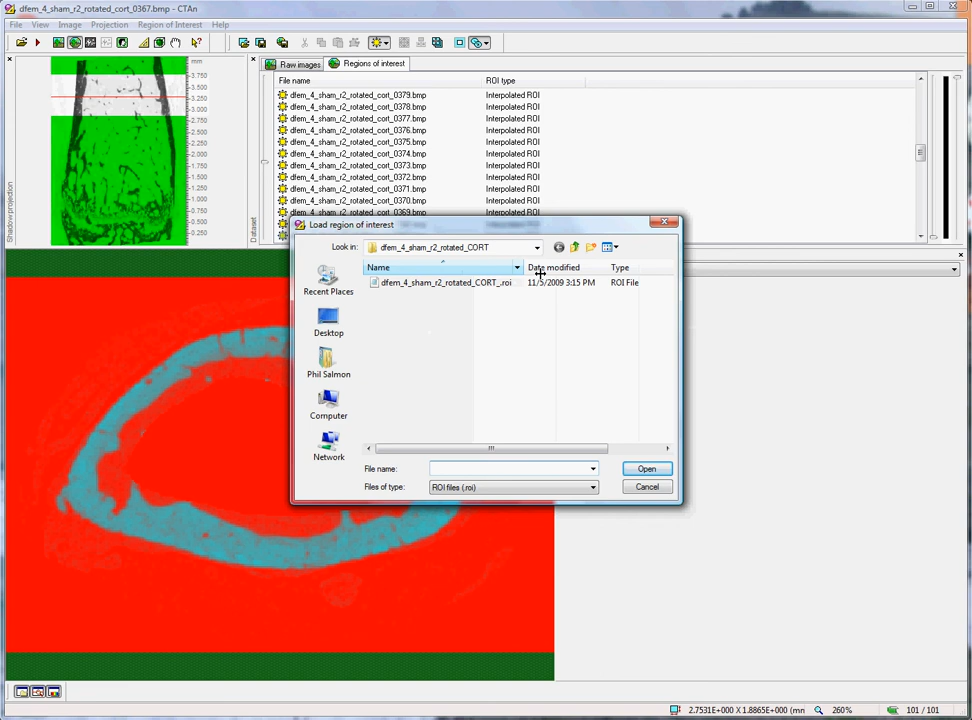 dfem_4_sham_r2_rotated_cort_0367.bmp - CTAn
File View Image Projection Region of Interest Help
mm
3.750
3.500
3.250
3.000
2.750
2.500
2.250
2.000
1.750
1.500
1.250
1.000
0.750
0.500
0.250
Shadow projection
Dataset
Raw images Regions of interest
File name ROI type
dfem_4_sham_r2_rotated_cort_0379.bmp Interpolated ROI
dfem_4_sham_r2_rotated_cort_0378.bmp Interpolated ROI
dfem_4_sham_r2_rotated_cort_0377.bmp Interpolated ROI
dfem_4_sham_r2_rotated_cort_0376.bmp Interpolated ROI
dfem_4_sham_r2_rotated_cort_0375.bmp Interpolated ROI
dfem_4_sham_r2_rotated_cort_0374.bmp Interpolated ROI
dfem_4_sham_r2_rotated_cort_0373.bmp Interpolated ROI
dfem_4_sham_r2_rotated_cort_0372.bmp Interpolated ROI
dfem_4_sham_r2_rotated_cort_0371.bmp Interpolated ROI
dfem_4_sham_r2_rotated_cort_0370.bmp Interpolated ROI
dfem_4_sham_r2_rotated_cort_0369.bmp Interpolated ROI
Load region of interest
Look in: dfem_4_sham_r2_rotated_CORT
Name Date modified Type
dfem_4_sham_r2_rotated_CORT_.roi 11/5/2009 3:15 PM ROI File
Recent Places
Desktop
Phil Salmon
Computer
Network
File name: Open
Files of type: ROI files (.roi) Cancel
2.7531E+000 X 1.8865E+000 (mm 260% 101 / 101